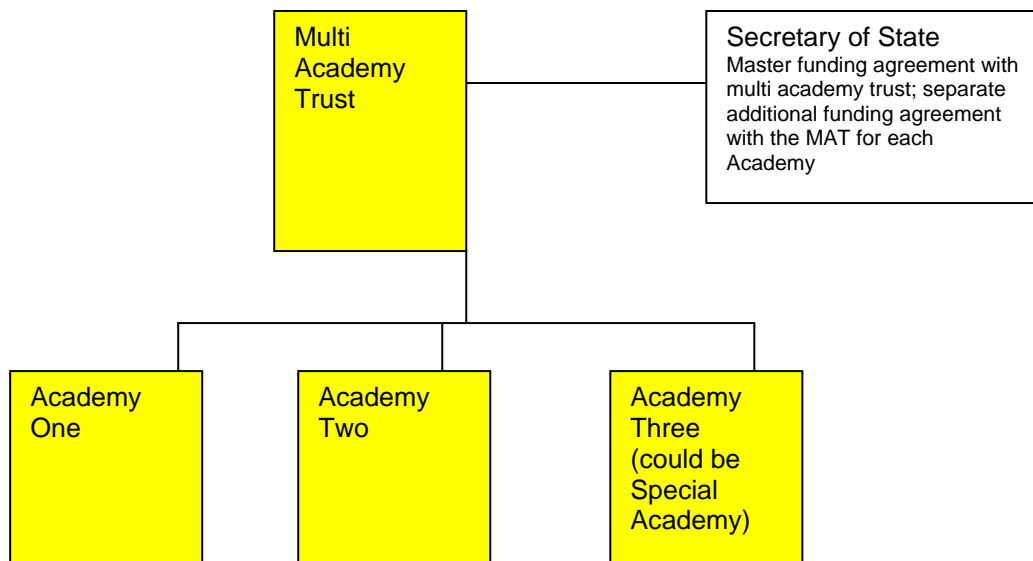 Multi
Academy
Trust
Secretary of State
Master funding agreement with
multi academy trust; separate
additional funding agreement
with the MAT for each
Academy
Academy
One
Academy
Two
Academy
Three
(could be
Special
Academy)